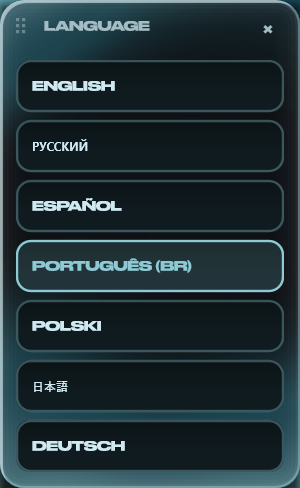 LANGUAGE
ENGLISH
РУССКИЙ
ESPAÑOL
PORTUGUÊS (BR)
POLSKI
日本語
DEUTSCH